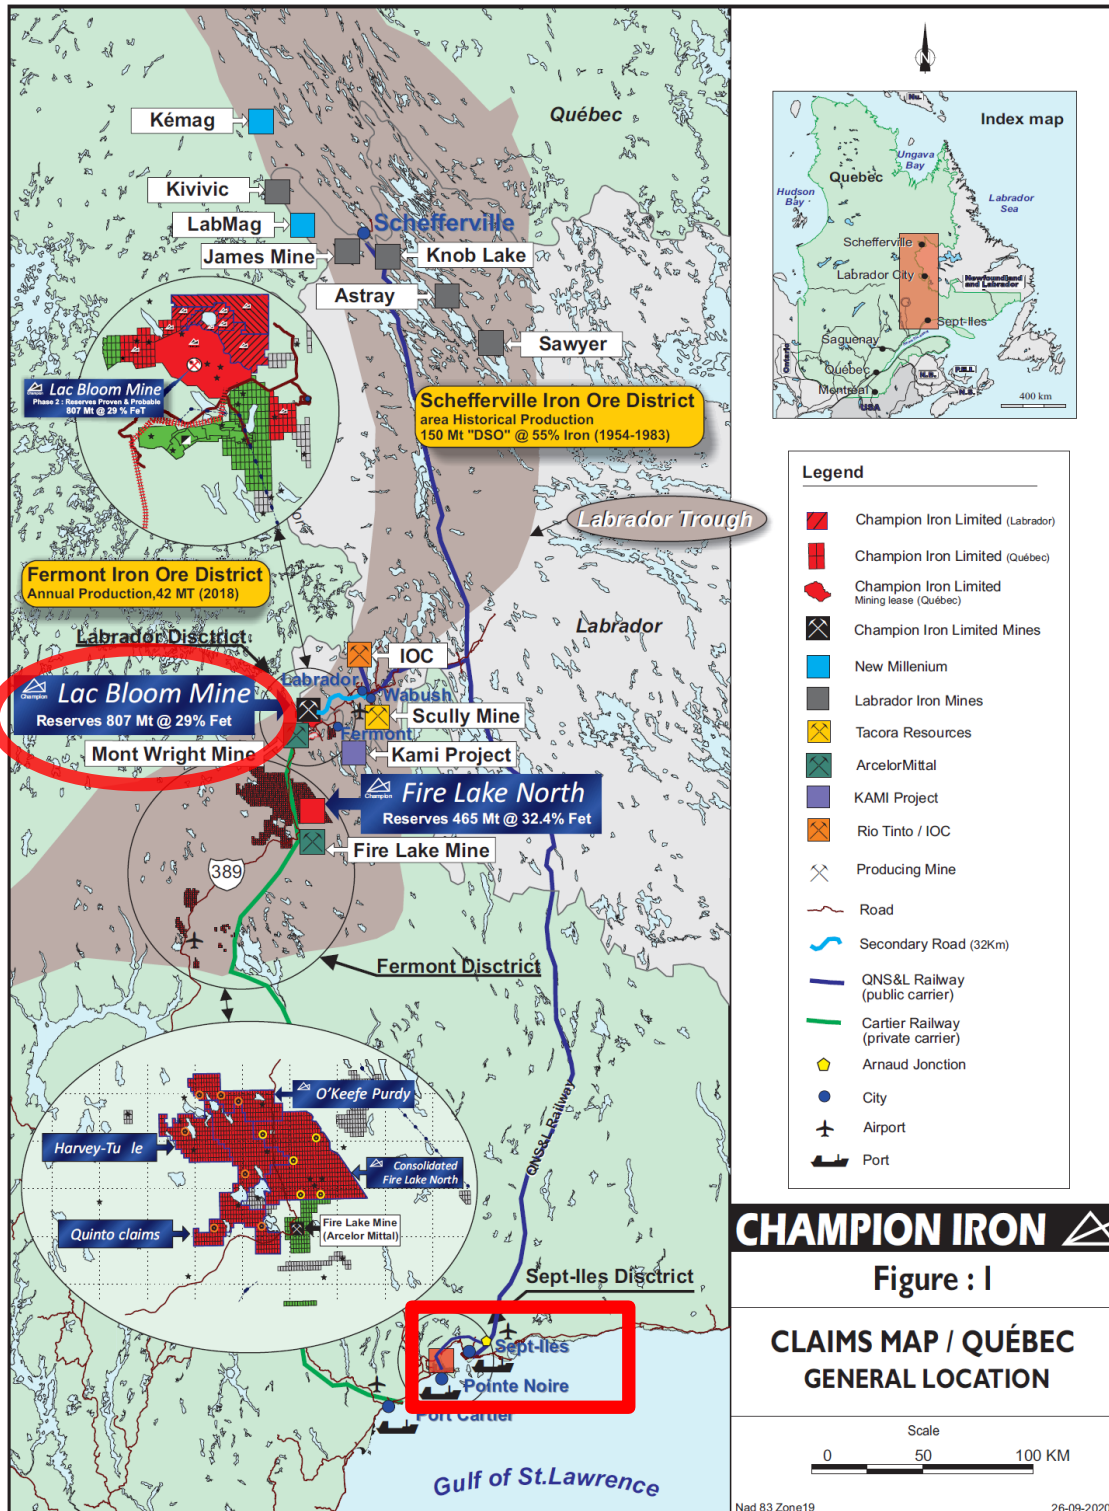 Québec
Kémag
Kivivic
LabMag
Schefferville
James Mine
Knob Lake
Astray
Sawyer
Lac Bloom Mine
Phase 2 : Reserves Proven & Probable
807 Mt @ 29 % FeT
Schefferville Iron Ore District
area Historical Production
150 Mt "DSO" @ 55% Iron (1954-1983)
Labrador Trough
Fermont Iron Ore District
Annual Production,42 MT (2018)
Labrador Disctrict
Labrador
IOC
Labrador
Wabush
Champion
Lac Bloom Mine
Reserves 807 Mt @ 29% Fet
Scully Mine
Fermont
Mont Wright Mine
Kami Project
Champion
Fire Lake North
Reserves 465 Mt @ 32.4% Fet
Fire Lake Mine
389
Fermont Disctrict
O'Keefe Purdy
Harvey-Tu le
Consolidated
Fire Lake North
Quinto claims
Fire Lake Mine
(Arcelor Mittal)
QNS&L Railway
Sept-Iles Disctrict
Sept-Iles
Pointe Noire
Port Cartier
Gulf of St.Lawrence
Index map
Nu.
Ungava
Bay
Quebec
Hudson
Bay
Labrador
Sea
Schefferville
Labrador City
Newfoundland
and Labrador
Sept-Iles
Saguenay
Québec
Montréal
Ontario
N.B.
P.E.I.
N.S.
USA
400 km
Legend
Champion Iron Limited (Labrador)
Champion Iron Limited (Québec)
Champion Iron Limited
Mining lease (Québec)
Champion Iron Limited Mines
New Millenium
Labrador Iron Mines
Tacora Resources
ArcelorMittal
KAMI Project
Rio Tinto / IOC
Producing Mine
Road
Secondary Road (32Km)
QNS&L Railway
(public carrier)
Cartier Railway
(private carrier)
Arnaud Jonction
City
Airport
Port
CHAMPION IRON
Figure : I
CLAIMS MAP / QUÉBEC
GENERAL LOCATION
Scale
0 50 100 KM
Nad 83 Zone19
26-09-2020